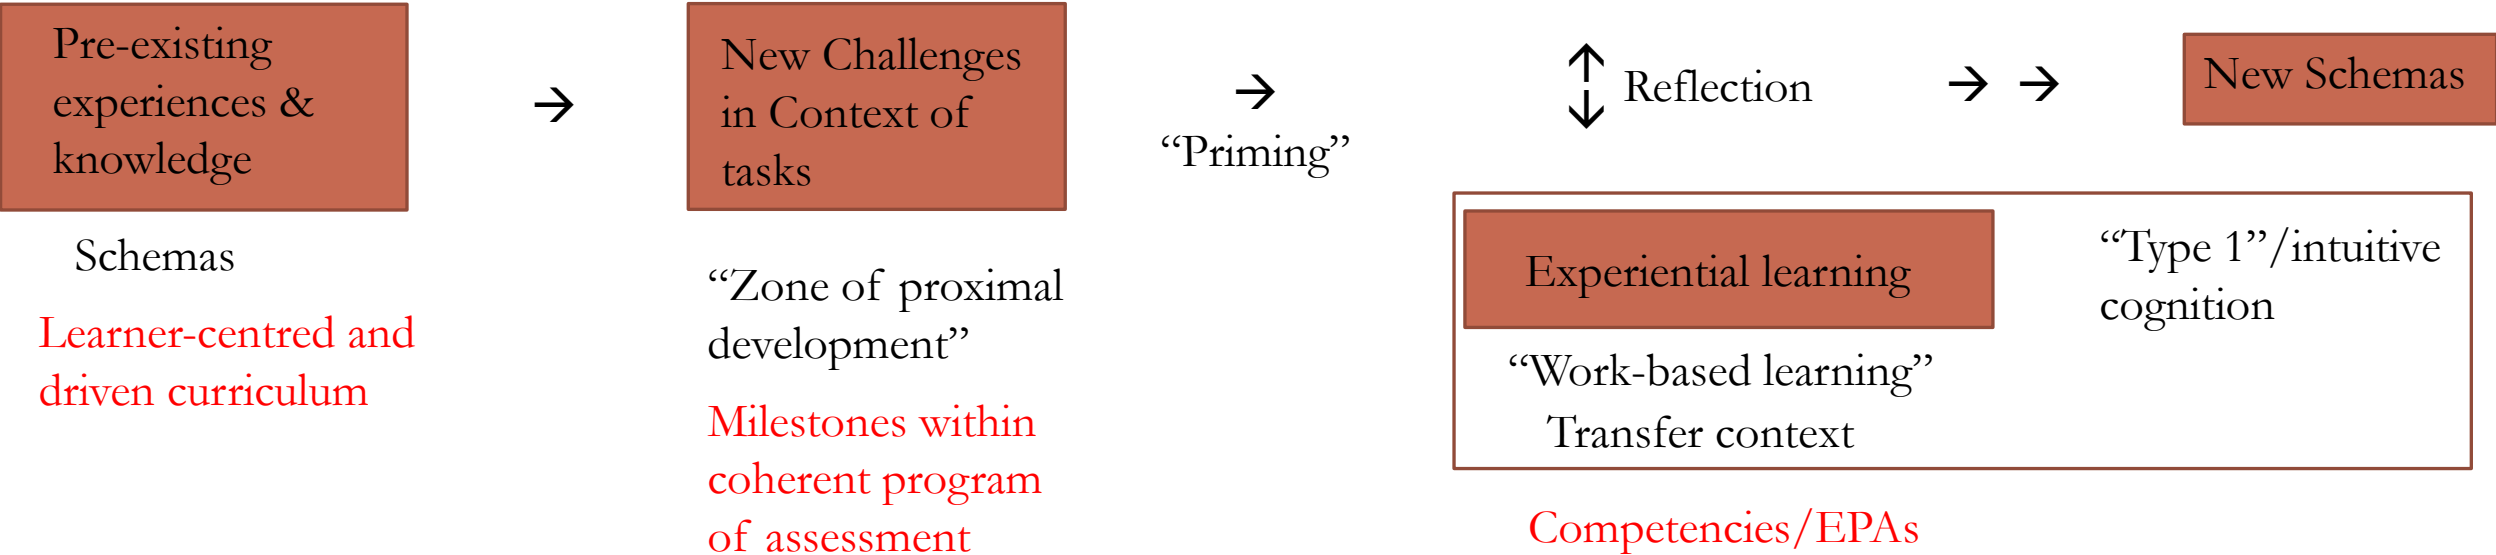 Pre-existing
experiences &
knowledge
Schemas
Learner-centred and
driven curriculum
→
New Challenges
in Context of
tasks
“Zone of proximal
development”
Milestones within
coherent program
of assessment
→
“Priming”
↑
↓
Reflection
→ →
New Schemas
Experiential learning
“Work-based learning”
Transfer context
“Type 1”/intuitive
cognition
Competencies/EPAs